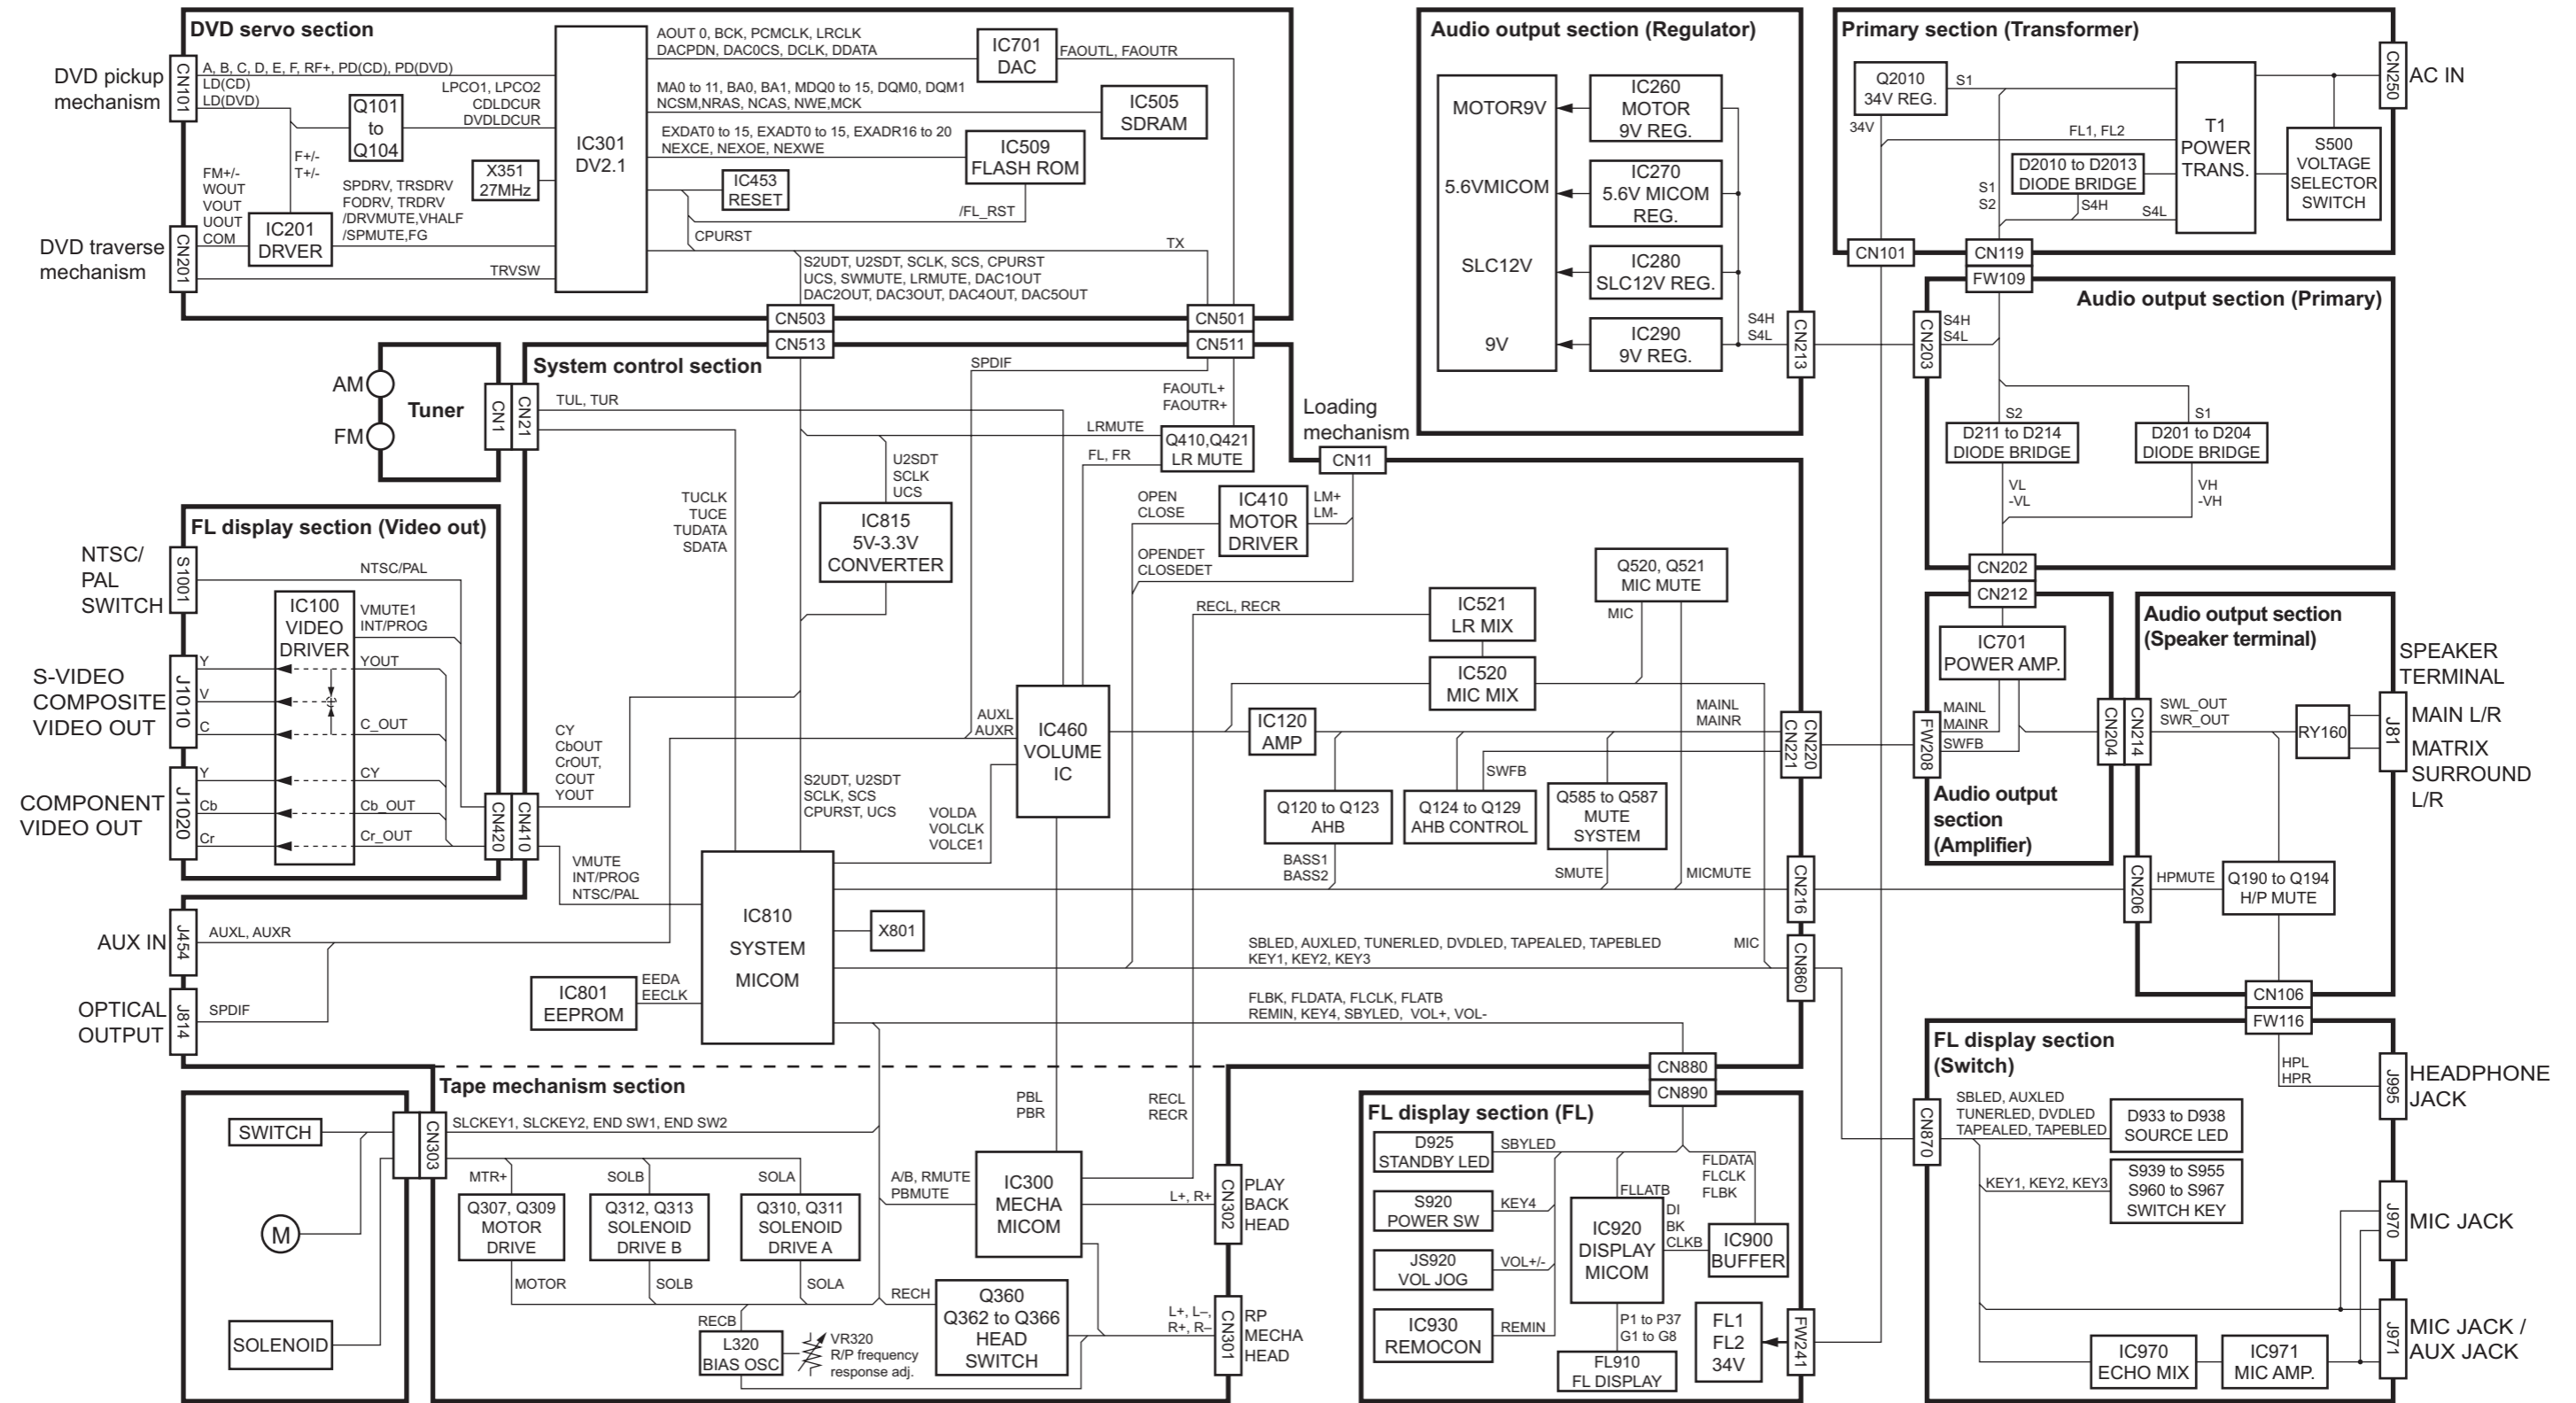 DVD servo section
DVD pickup
mechanism
CN101
A, B, C, D, E, F, RF+, PD(CD), PD(DVD)
LD(CD)
LD(DVD)
Q101
to
Q104
LPCO1, LPCO2
CDLDCUR
DVDLDCUR
F+/-
T+/-
X351
27MHz
FM+/-
WOUT
VOUT
UOUT
COM
IC201
DRVER
SPDRV, TRSDRV
FODRV, TRDRV
/DRVMUTE,VHALF
/SPMUTE,FG
DVD traverse
mechanism
CN201
TRVSW
IC301
DV2.1
AOUT 0, BCK, PCMCLK, LRCLK
DACPDN, DAC0CS, DCLK, DDATA
IC701
DAC
FAOUTL, FAOUTR
MA0 to 11, BA0, BA1, MDQ0 to 15, DQM0, DQM1
NCSM,NRAS, NCAS, NWE,MCK
IC505
SDRAM
EXDAT0 to 15, EXADT0 to 15, EXADR16 to 20
NEXCE, NEXOE, NEXWE
IC509
FLASH ROM
IC453
RESET
/FL_RST
CPURST
TX
S2UDT, U2SDT, SCLK, SCS, CPURST
UCS, SWMUTE, LRMUTE, DAC1OUT
DAC2OUT, DAC3OUT, DAC4OUT, DAC5OUT
CN503
CN501
CN513
CN511
Audio output section (Regulator)
MOTOR9V
5.6VMICOM
SLC12V
9V
IC260
MOTOR
9V REG.
IC270
5.6V MICOM
REG.
IC280
SLC12V REG.
IC290
9V REG.
S4H
S4L
CN213
Primary section (Transformer)
Q2010
34V REG.
S1
34V
FL1, FL2
D2010 to D2013
DIODE BRIDGE
S1
S2
S4H
S4L
T1
POWER
TRANS.
S500
VOLTAGE
SELECTOR
SWITCH
CN250
AC IN
CN101
CN119
FW109
Audio output section (Primary)
CN203
S4H
S4L
S2
D211 to D214
DIODE BRIDGE
S1
D201 to D204
DIODE BRIDGE
VL
-VL
VH
-VH
CN202
CN212
AM
FM
Tuner
CN1
CN21
System control section
TUL, TUR
SPDIF
FAOUTL+
FAOUTR+
LRMUTE
Q410,Q421
LR MUTE
FL, FR
Loading
mechanism
CN11
TUCLK
TUCE
TUDATA
SDATA
U2SDT
SCLK
UCS
IC815
5V-3.3V
CONVERTER
OPEN
CLOSE
IC410
MOTOR
DRIVER
LM+
LM-
OPENDET
CLOSEDET
RECL, RECR
IC521
LR MIX
IC520
MIC MIX
Q520, Q521
MIC MUTE
MIC
AUXL
AUXR
IC460
VOLUME
IC
IC120
AMP
MAINL
MAINR
CN221
CN220
SWFB
Q120 to Q123
AHB
Q124 to Q129
AHB CONTROL
Q585 to Q587
MUTE
SYSTEM
BASS1
BASS2
SMUTE
MICMUTE
CN216
S2UDT, U2SDT
SCLK, SCS
CPURST, UCS
VOLDA
VOLCLK
VOLCE1
IC810
SYSTEM
MICOM
X801
IC801
EEPROM
EEDA
EECLK
SBLED, AUXLED, TUNERLED, DVDLED, TAPEALED, TAPEBLED
KEY1, KEY2, KEY3
MIC
CN860
FLBK, FLDATA, FLCLK, FLATB
REMIN, KEY4, SBYLED, VOL+, VOL-
CN880
CN890
FL display section (Video out)
NTSC/
PAL
SWITCH
S1001
NTSC/PAL
IC100
VIDEO
DRIVER
VMUTE1
INT/PROG
S-VIDEO
COMPOSITE
VIDEO OUT
J1010
Y
V
C
YOUT
C_OUT
COMPONENT
VIDEO OUT
J1020
Y
Cb
Cr
CY
Cb_OUT
Cr_OUT
CN420
CN410
CY
CbOUT
CrOUT,
COUT
YOUT
VMUTE
INT/PROG
NTSC/PAL
AUX IN
J454
AUXL, AUXR
OPTICAL
OUTPUT
J814
SPDIF
IC701
POWER AMP.
FW208
MAINL
MAINR
SWFB
Audio output
section
(Amplifier)
CN204
CN214
Audio output section
(Speaker terminal)
SWL_OUT
SWR_OUT
RY160
J81
SPEAKER
TERMINAL
MAIN L/R
MATRIX
SURROUND
L/R
CN206
HPMUTE
Q190 to Q194
H/P MUTE
CN106
FW116
FL display section
(Switch)
HPL
HPR
J995
HEADPHONE
JACK
CN870
SBLED, AUXLED
TUNERLED, DVDLED
TAPEALED, TAPEBLED
D933 to D938
SOURCE LED
KEY1, KEY2, KEY3
S939 to S955
S960 to S967
SWITCH KEY
J970
MIC JACK
J971
MIC JACK /
AUX JACK
IC970
ECHO MIX
IC971
MIC AMP.
Tape mechanism section
SWITCH
M
SOLENOID
CN303
SLCKEY1, SLCKEY2, END SW1, END SW2
MTR+
Q307, Q309
MOTOR
DRIVE
MOTOR
SOLB
Q312, Q313
SOLENOID
DRIVE B
SOLB
SOLA
Q310, Q311
SOLENOID
DRIVE A
SOLA
A/B, RMUTE
PBMUTE
PBL
PBR
RECL
RECR
IC300
MECHA
MICOM
L+, R+
CN302
PLAY
BACK
HEAD
RECH
Q360
Q362 to Q366
HEAD
SWITCH
L+, L–,
R+, R–
CN301
RP
MECHA
HEAD
RECB
L320
BIAS OSC
VR320
R/P frequency
response adj.
FL display section (FL)
D925
STANDBY LED
SBYLED
S920
POWER SW
KEY4
JS920
VOL JOG
VOL+/-
IC930
REMOCON
REMIN
FLLATB
IC920
DISPLAY
MICOM
DI
BK
CLKB
FLDATA
FLCLK
FLBK
IC900
BUFFER
P1 to P37
G1 to G8
FL910
FL DISPLAY
FL1
FL2
34V
FW241